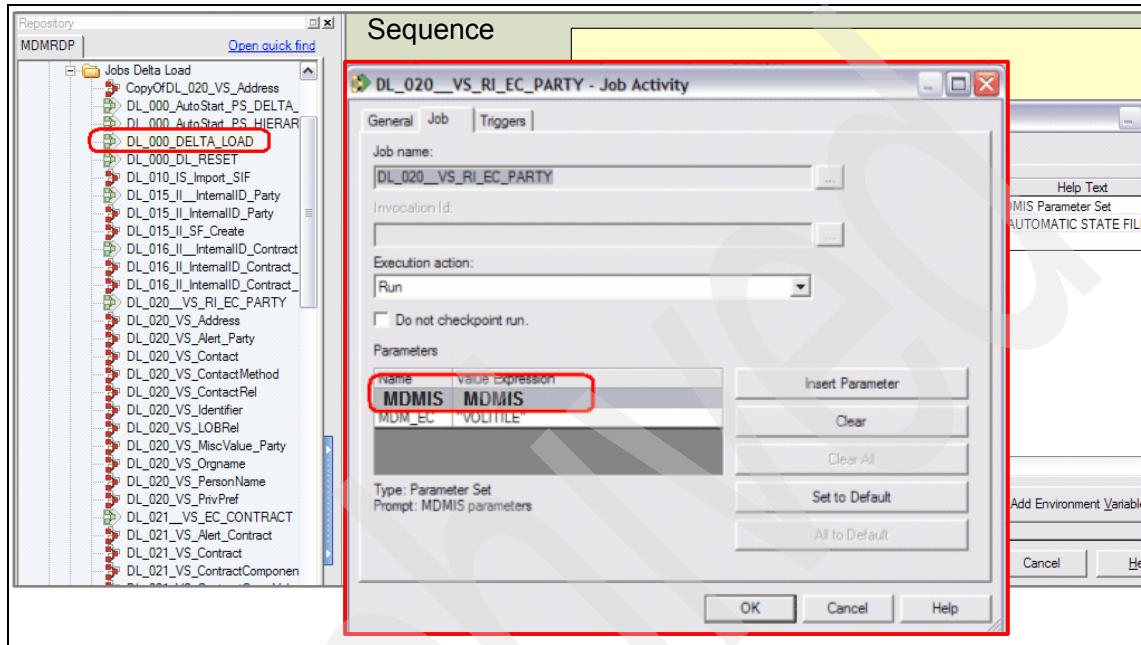 Repository
MDMRDP
Open quick find
Jobs Delta Load
CopyOfDL_020_VS_Address
DL_000_AutoStart_PS_DELTA_
DL_000_AutoStart_PS_HIERAR
DL_000_DELTA_LOAD
DL_000_DL_RESET
DL_010_IS_Import_SIF
DL_015_II__InternalID_Party
DL_015_II_InternalID_Party
DL_015_II_SF_Create
DL_016_II__InternalID_Contract
DL_016_II_InternalID_Contract_
DL_016_II_InternalID_Contract_
DL_020__VS_RI_EC_PARTY
DL_020_VS_Address
DL_020_VS_Alert_Party
DL_020_VS_Contact
DL_020_VS_ContactMethod
DL_020_VS_ContactRel
DL_020_VS_Identifier
DL_020_VS_LOBRel
DL_020_VS_MiscValue_Party
DL_020_VS_Orgname
DL_020_VS_PersonName
DL_020_VS_PrivPref
DL_021__VS_EC_CONTRACT
DL_021_VS_Alert_Contract
DL_021_VS_Contract
DL_021_VS_ContractComponen
Sequence
DL_020__VS_RI_EC_PARTY - Job Activity
General Job Triggers
Job name:
DL_020__VS_RI_EC_PARTY
...
Invocation Id:
...
Execution action:
Run
Do not checkpoint run.
Parameters
Name Value Expression
MDMIS MDMIS
MDM_EC "VOLITILE"
Insert Parameter
Clear
Clear All
Set to Default
All to Default
Type: Parameter Set
Prompt: MDMIS parameters
OK Cancel Help
Help Text
MIS Parameter Set
AUTOMATIC STATE FIL
Add Environment Variable
Cancel He